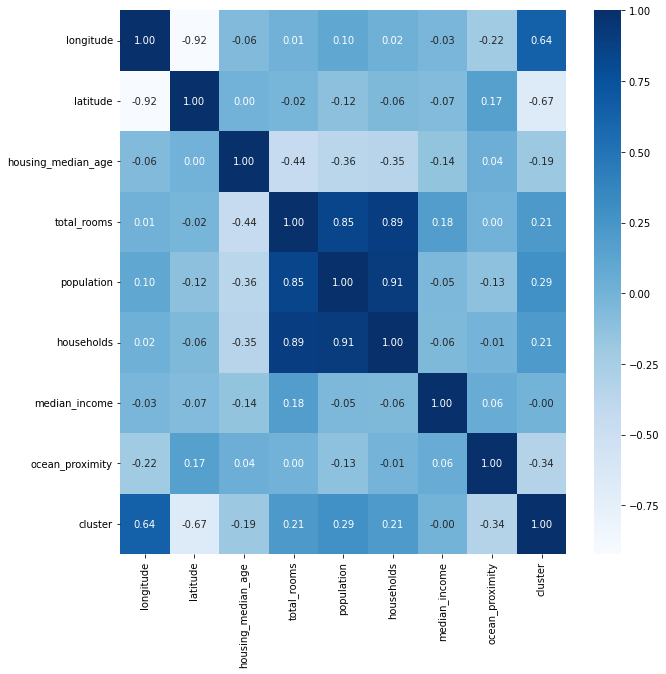 longitude 1.00 -0.92 -0.06 0.01 0.10 0.02 -0.03 -0.22 0.64
latitude -0.92 1.00 0.00 -0.02 -0.12 -0.06 -0.07 0.17 -0.67
housing_median_age -0.06 0.00 1.00 -0.44 -0.36 -0.35 -0.14 0.04 -0.19
total_rooms 0.01 -0.02 -0.44 1.00 0.85 0.89 0.18 0.00 0.21
population 0.10 -0.12 -0.36 0.85 1.00 0.91 -0.05 -0.13 0.29
households 0.02 -0.06 -0.35 0.89 0.91 1.00 -0.06 -0.01 0.21
median_income -0.03 -0.07 -0.14 0.18 -0.05 -0.06 1.00 0.06 -0.00
ocean_proximity -0.22 0.17 0.04 0.00 -0.13 -0.01 0.06 1.00 -0.34
cluster 0.64 -0.67 -0.19 0.21 0.29 0.21 -0.00 -0.34 1.00
longitude
latitude
housing_median_age
total_rooms
population
households
median_income
ocean_proximity
cluster
1.00
0.75
0.50
0.25
0.00
-0.25
-0.50
-0.75